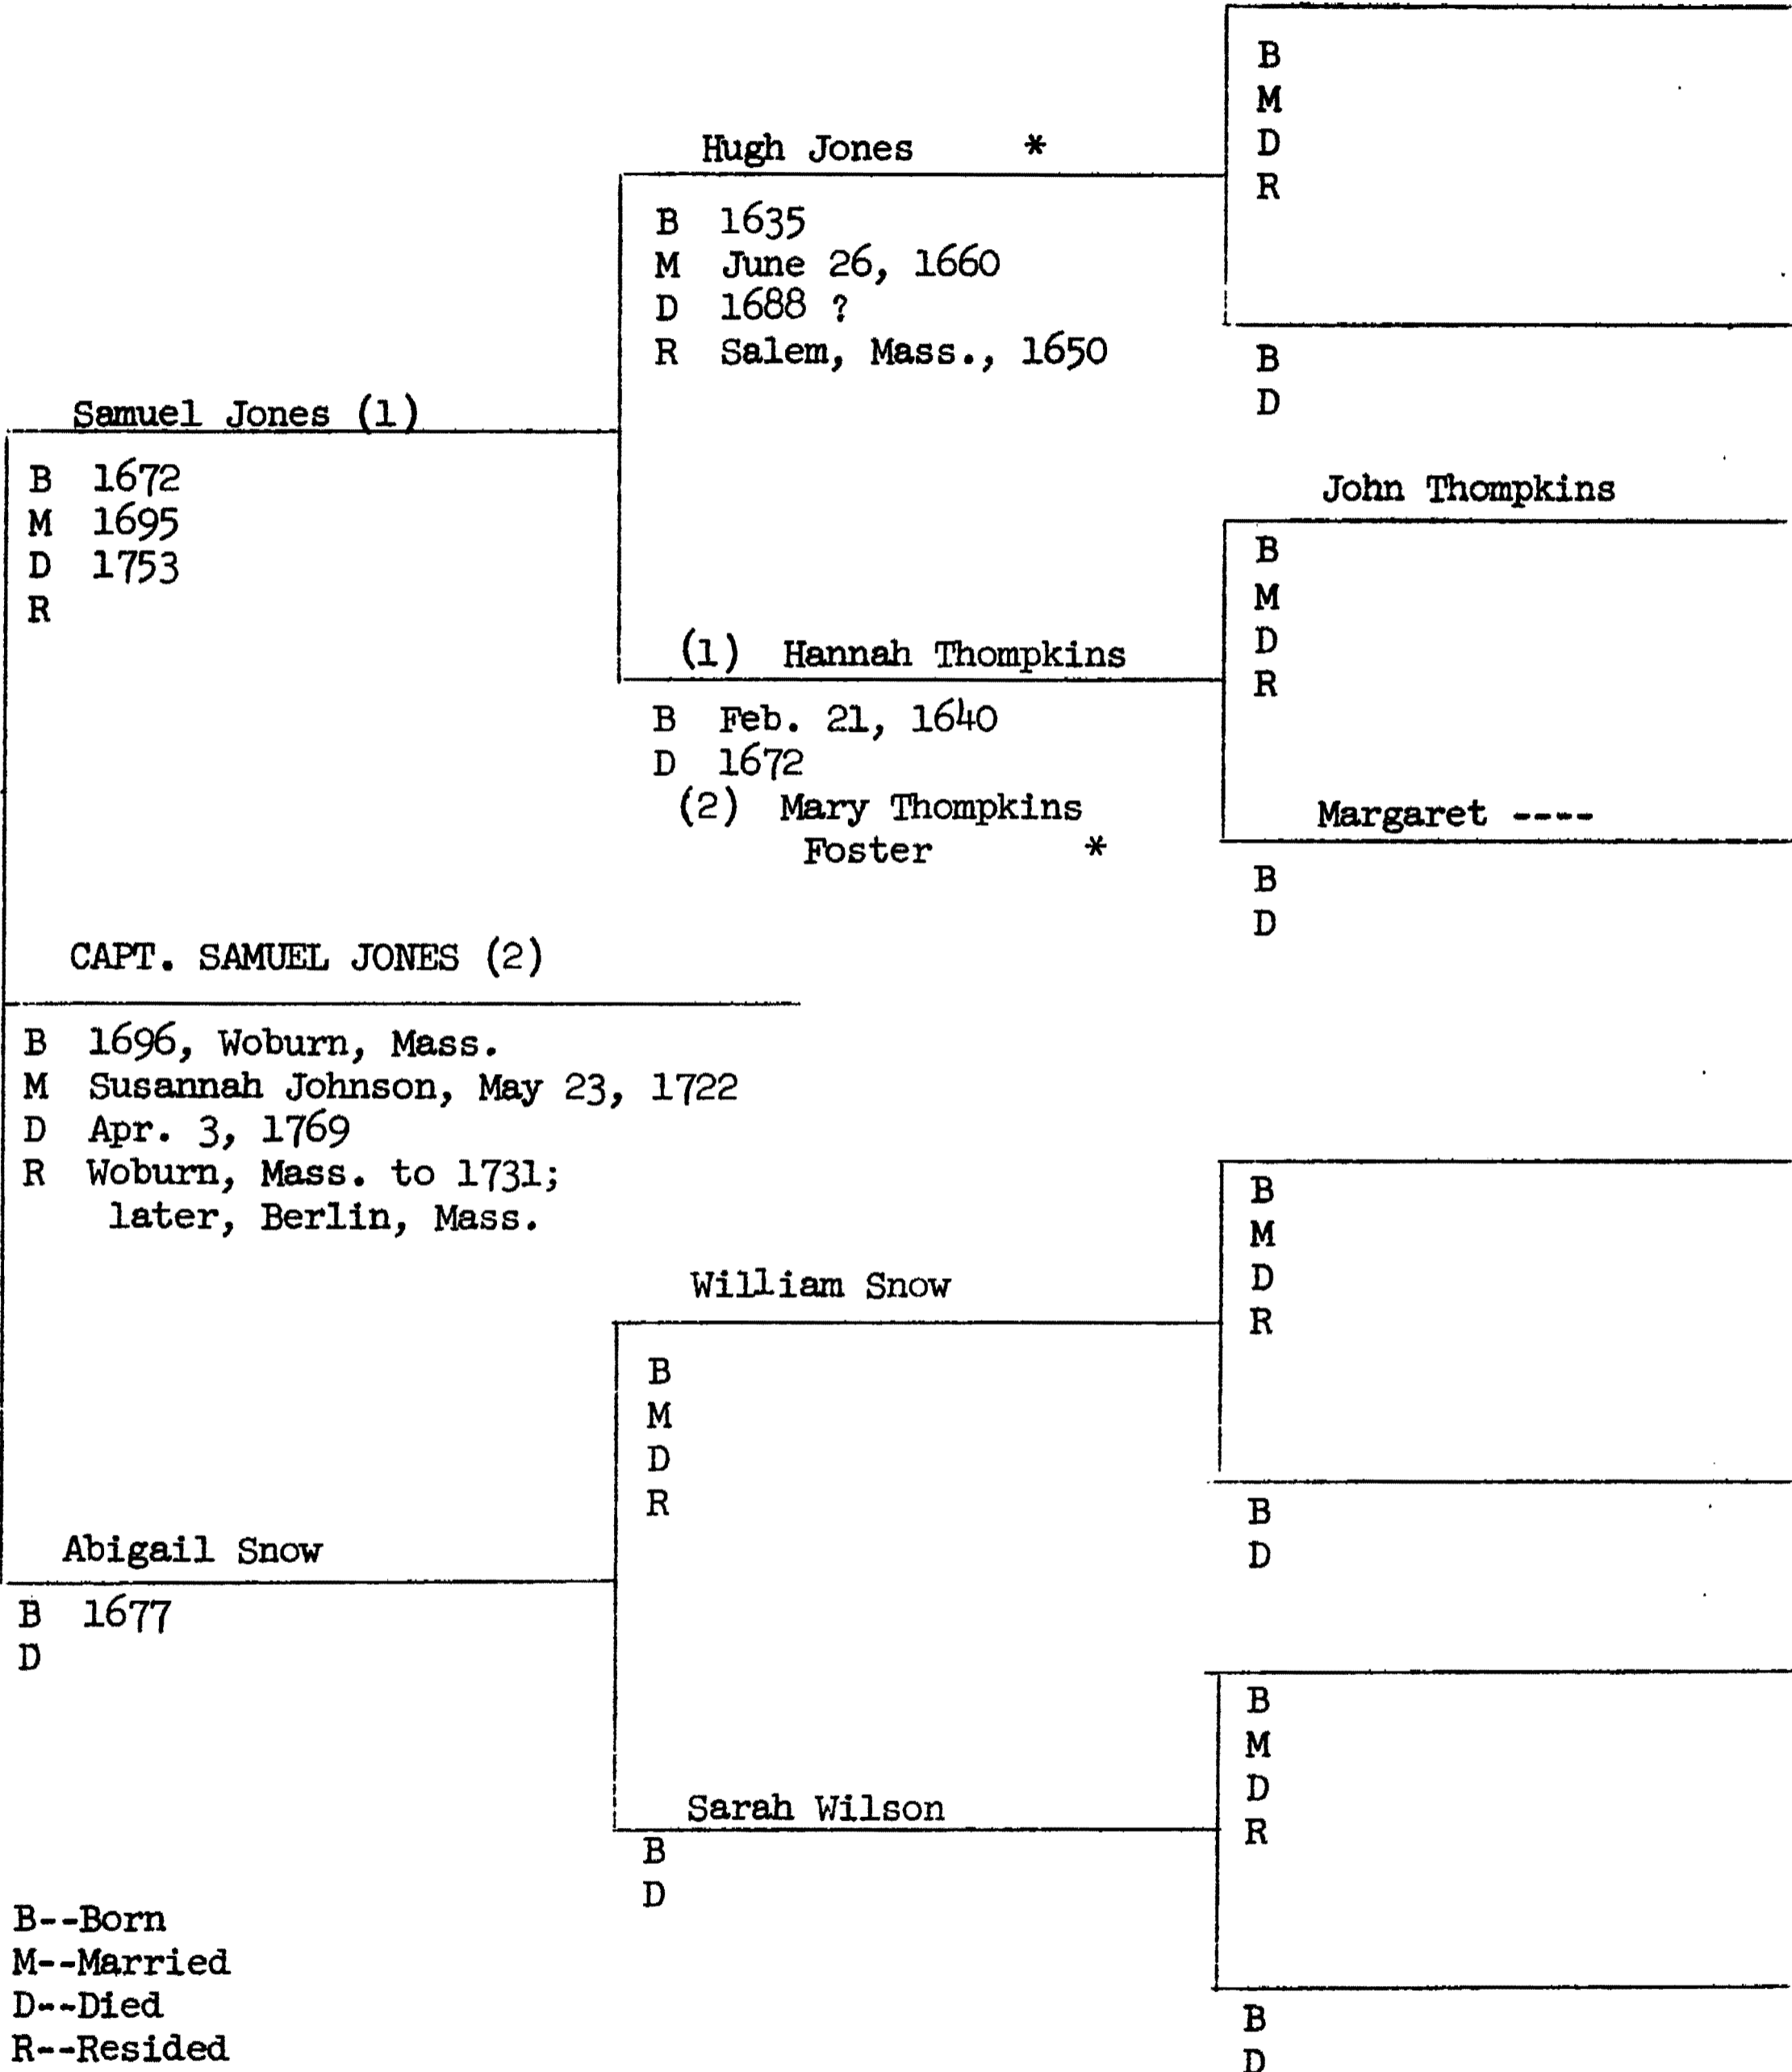 B
M
D
R
Hugh Jones *
B 1635
M June 26, 1660
D 1688 ?
R Salem, Mass., 1650
B
D
Samuel Jones (1)
B 1672
M 1695
D 1753
R
John Thompkins
B
M
D
R
(1) Hannah Thompkins
B Feb. 21, 1640
D 1672
(2) Mary Thompkins
Foster *
Margaret ----
B
D
CAPT. SAMUEL JONES (2)
B 1696, Woburn, Mass.
M Susannah Johnson, May 23, 1722
D Apr. 3, 1769
R Woburn, Mass. to 1731;
later, Berlin, Mass.
B
M
D
R
William Snow
B
M
D
R
B
D
Abigail Snow
B 1677
D
B
M
D
R
Sarah Wilson
B
D
B
D
B--Born
M--Married
D--Died
R--Resided